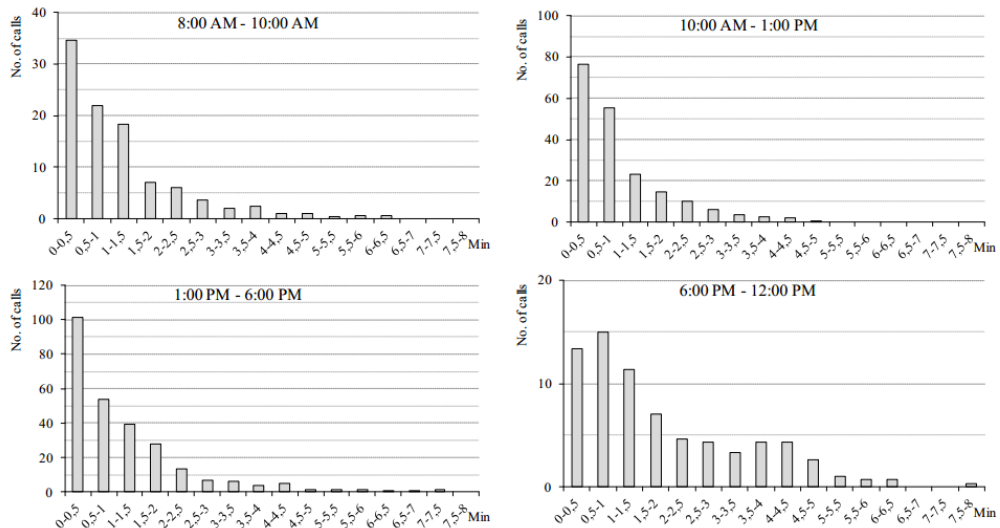 8:00 AM - 10:00 AM
No. of calls
40
30
20
10
0
0-0,5 0,5-1 1-1,5 1,5-2 2-2,5 2,5-3 3-3,5 3,5-4 4-4,5 4,5-5 5-5,5 5,5-6 6-6,5 6,5-7 7-7,5 7,5-8 Min
10:00 AM - 1:00 PM
No. of calls
100
80
60
40
20
0
0-0,5 0,5-1 1-1,5 1,5-2 2-2,5 2,5-3 3-3,5 3,5-4 4-4,5 4,5-5 5-5,5 5,5-6 6-6,5 6,5-7 7-7,5 7,5-8 Min
1:00 PM - 6:00 PM
No. of calls
120
100
80
60
40
20
0
0-0,5 0,5-1 1-1,5 1,5-2 2-2,5 2,5-3 3-3,5 3,5-4 4-4,5 4,5-5 5-5,5 5,5-6 6-6,5 6,5-7 7-7,5 7,5-8 Min
6:00 PM - 12:00 PM
No. of calls
20
10
0
0-0,5 0,5-1 1-1,5 1,5-2 2-2,5 2,5-3 3-3,5 3,5-4 4-4,5 4,5-5 5-5,5 5,5-6 6-6,5 6,5-7 7-7,5 7,5-8 Min